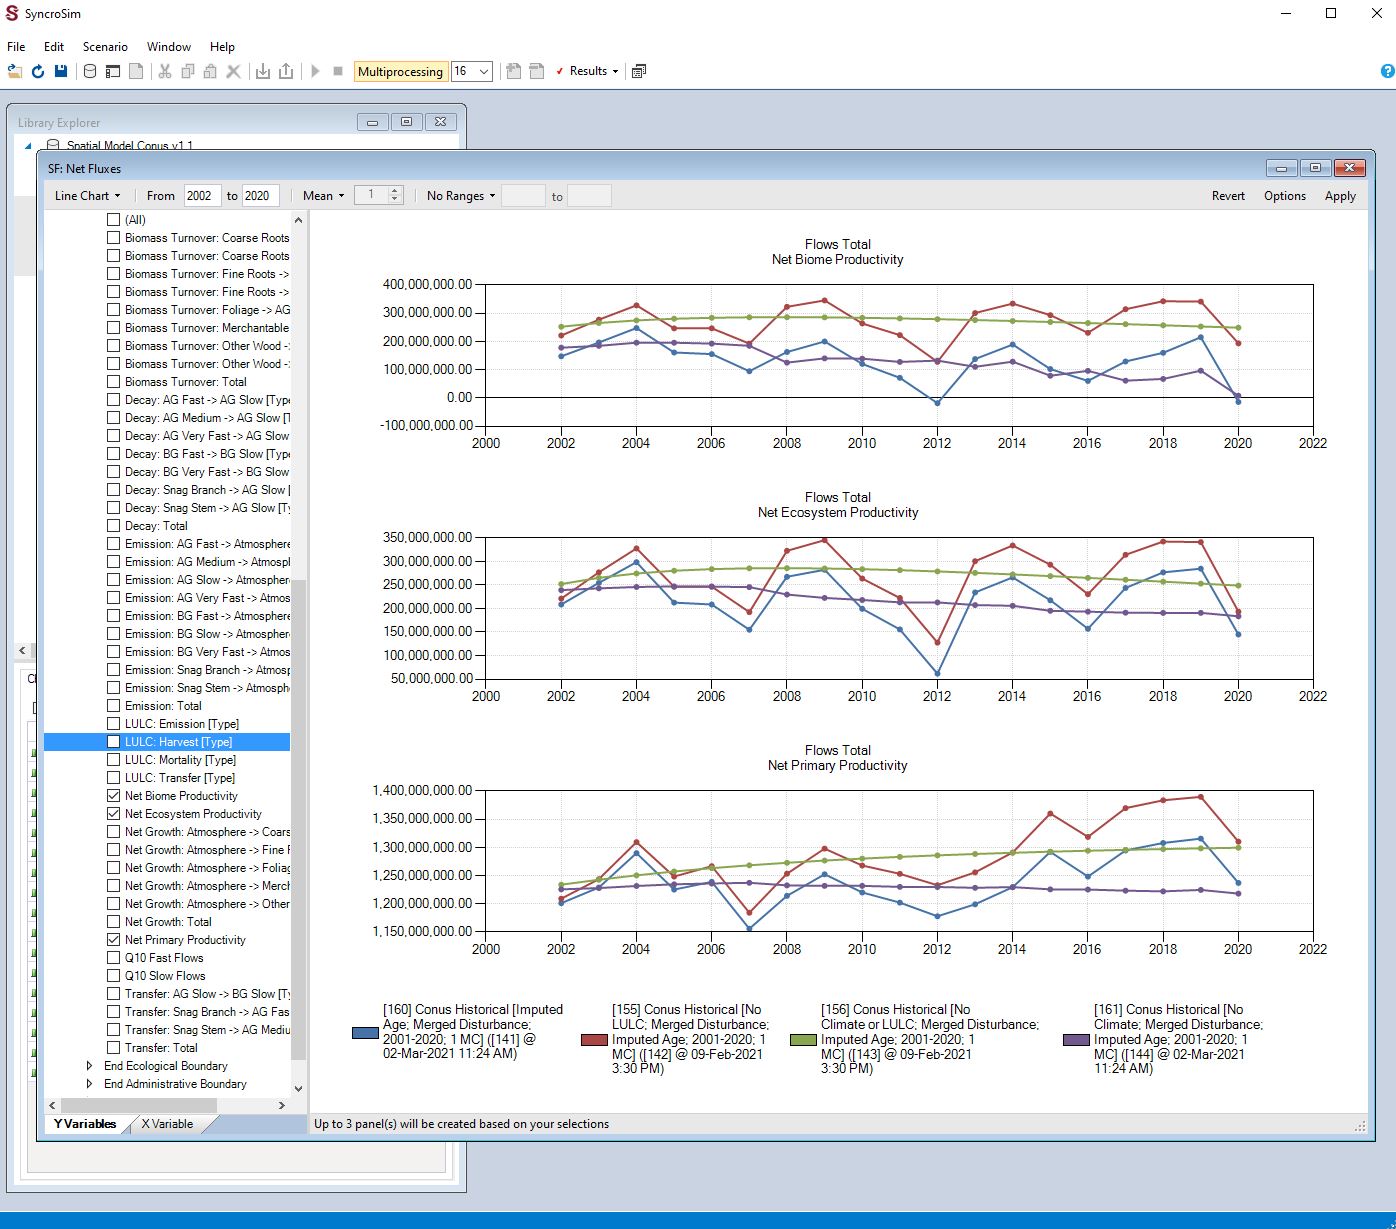 SyncroSim
File Edit Scenario Window Help
Multiprocessing 16 Results
Library Explorer
Spatial Model Conus v1.1
SF: Net Fluxes
Line Chart From 2002 to 2020 Mean 1 No Ranges to Revert Options Apply
(All)
Biomass Turnover: Coarse Roots
Biomass Turnover: Coarse Roots
Biomass Turnover: Fine Roots ->
Biomass Turnover: Fine Roots ->
Biomass Turnover: Foliage -> AG
Biomass Turnover: Merchantable
Biomass Turnover: Other Wood -
Biomass Turnover: Other Wood -
Biomass Turnover: Total
Decay: AG Fast -> AG Slow [Type
Decay: AG Medium -> AG Slow [T
Decay: AG Very Fast -> AG Slow
Decay: BG Fast -> BG Slow [Type
Decay: BG Very Fast -> BG Slow
Decay: Snag Branch -> AG Slow [
Decay: Snag Stem -> AG Slow [Ty
Decay: Total
Emission: AG Fast -> Atmosphere
Emission: AG Medium -> Atmosp
Emission: AG Slow -> Atmosphere
Emission: AG Very Fast -> Atmos
Emission: BG Fast -> Atmosphere
Emission: BG Slow -> Atmosphere
Emission: BG Very Fast -> Atmos
Emission: Snag Branch -> Atmosp
Emission: Snag Stem -> Atmosph
Emission: Total
LULC: Emission [Type]
LULC: Harvest [Type]
LULC: Mortality [Type]
LULC: Transfer [Type]
Net Biome Productivity
Net Ecosystem Productivity
Net Growth: Atmosphere -> Coars
Net Growth: Atmosphere -> Fine
Net Growth: Atmosphere -> Foliag
Net Growth: Atmosphere -> Merch
Net Growth: Atmosphere -> Other
Net Growth: Total
Net Primary Productivity
Q10 Fast Flows
Q10 Slow Flows
Transfer: AG Slow -> BG Slow [Ty
Transfer: Snag Branch -> AG Fas
Transfer: Snag Stem -> AG Mediu
Transfer: Total
End Ecological Boundary
End Administrative Boundary
Y Variables X Variable
Flows Total
Net Biome Productivity
400,000,000.00
300,000,000.00
200,000,000.00
100,000,000.00
0.00
-100,000,000.00
2000 2002 2004 2006 2008 2010 2012 2014 2016 2018 2020 2022
Flows Total
Net Ecosystem Productivity
350,000,000.00
300,000,000.00
250,000,000.00
200,000,000.00
150,000,000.00
100,000,000.00
50,000,000.00
2000 2002 2004 2006 2008 2010 2012 2014 2016 2018 2020 2022
Flows Total
Net Primary Productivity
1,400,000,000.00
1,350,000,000.00
1,300,000,000.00
1,250,000,000.00
1,200,000,000.00
1,150,000,000.00
2000 2002 2004 2006 2008 2010 2012 2014 2016 2018 2020 2022
[160] Conus Historical [Imputed
Age; Merged Disturbance;
2001-2020; 1 MC] ([141] @
02-Mar-2021 11:24 AM)
[155] Conus Historical [No
LULC; Merged Disturbance;
Imputed Age; 2001-2020; 1
MC] ([142] @ 09-Feb-2021
3:30 PM)
[156] Conus Historical [No
Climate or LULC; Merged Disturbance;
Imputed Age; 2001-2020; 1
MC] ([143] @ 09-Feb-2021
3:30 PM)
[161] Conus Historical [No
Climate; Merged Disturbance;
Imputed Age; 2001-2020; 1
MC] ([144] @ 02-Mar-2021
11:24 AM)
Up to 3 panel(s) will be created based on your selections